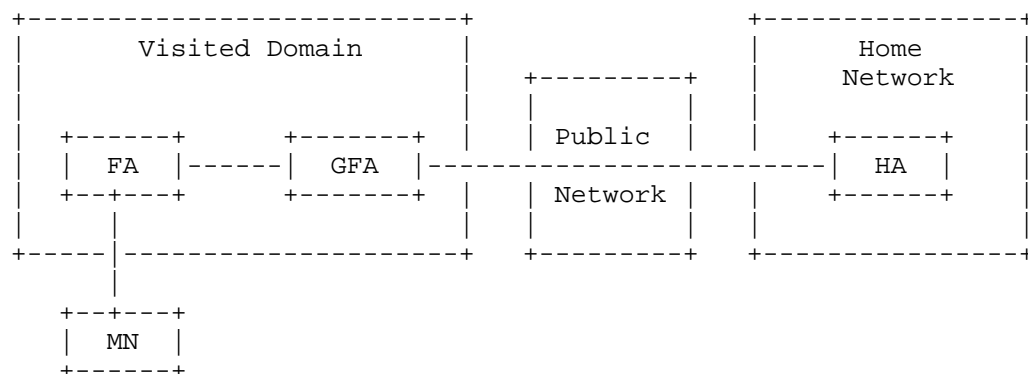 Visited Domain Home
Network
Public
FA GFA HA
Network
MN